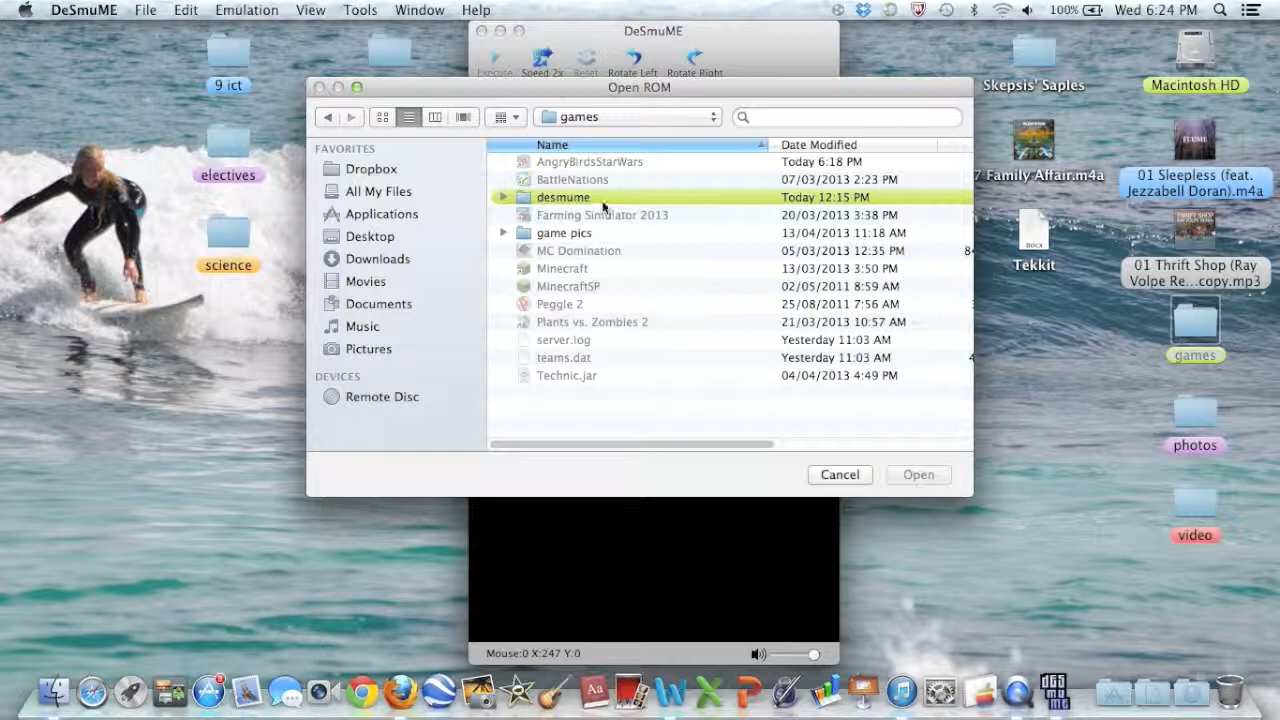 DeSmuME File Edit Emulation View Tools Window Help 100% Wed 6:24 PM
DeSmuME
Execute Speed 2x Reset Rotate Left Rotate Right
Open ROM
games
FAVORITES
Dropbox
All My Files
Applications
Desktop
Downloads
Movies
Documents
Music
Pictures
DEVICES
Remote Disc
Name Date Modified
AngryBirdsStarWars Today 6:18 PM
BattleNations 07/03/2013 2:23 PM
desmume Today 12:15 PM
Farming Simulator 2013 20/03/2013 3:38 PM
game pics 13/04/2013 11:18 AM
MC Domination 05/03/2013 12:35 PM 84
Minecraft 13/03/2013 3:50 PM
MinecraftSP 02/05/2011 8:59 AM
Peggle 2 25/08/2011 7:56 AM
Plants vs. Zombies 2 21/03/2013 10:57 AM
server.log Yesterday 11:03 AM
teams.dat Yesterday 11:03 AM 4
Technic.jar 04/04/2013 4:49 PM
Cancel Open
Mouse:0 X:247 Y:0
9 ict
electives
science
Skepsis' Saples
Macintosh HD
7 Family Affair.m4a
01 Sleepless (feat.
Jezzabell Doran).m4a
DOCX
Tekkit
01 Thrift Shop (Ray
Volpe Re...copy.mp3
games
photos
video